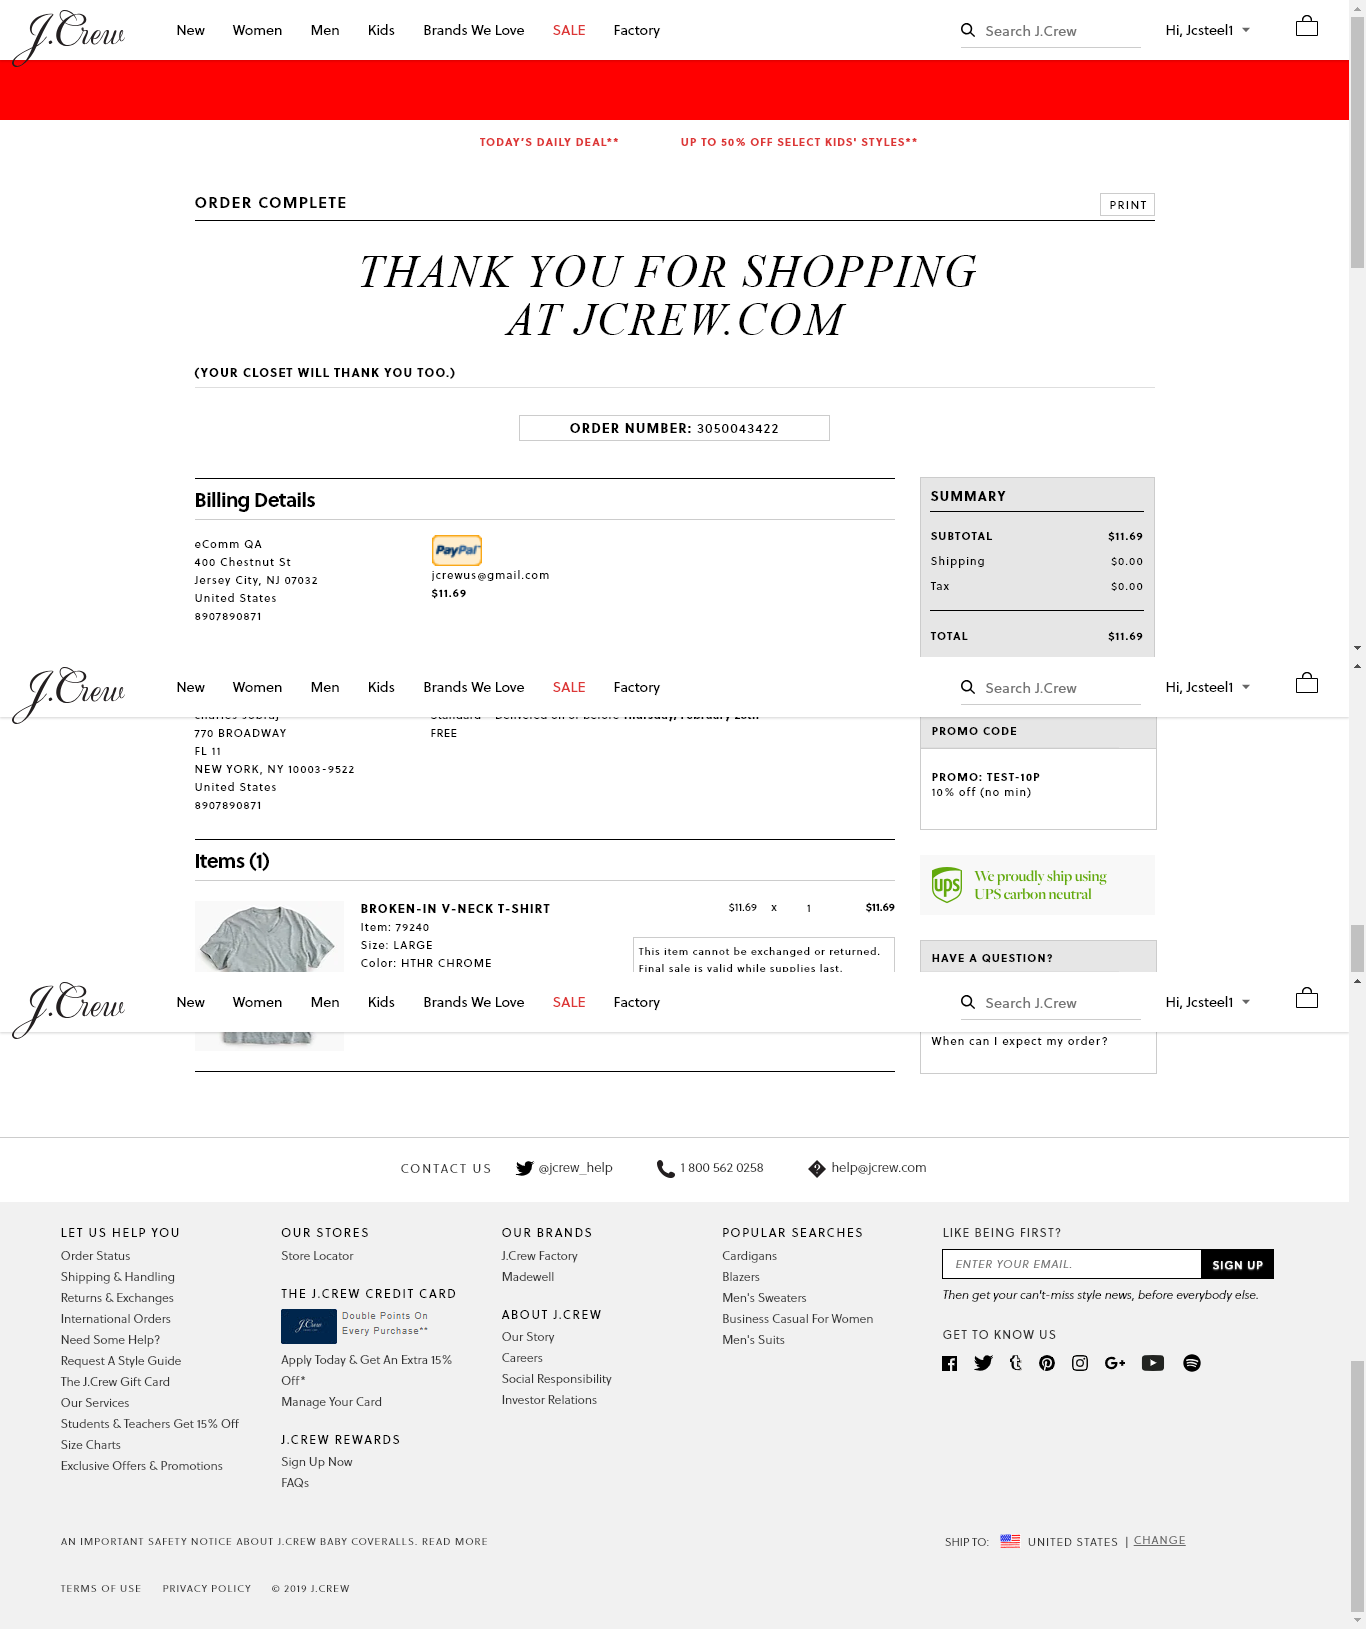 J.Crew
New Women Men Kids Brands We Love SALE Factory
Search J.Crew
Hi, Jcsteel1
TODAY'S DAILY DEAL** UP TO 50% OFF SELECT KIDS' STYLES**
ORDER COMPLETE
PRINT
THANK YOU FOR SHOPPING
AT JCREW.COM
(YOUR CLOSET WILL THANK YOU TOO.)
ORDER NUMBER: 3050043422
Billing Details
eComm QA
400 Chestnut St
Jersey City, NJ 07032
United States
8907890871
PayPal
jcrewus@gmail.com
$11.69
SUMMARY
SUBTOTAL $11.69
Shipping $0.00
Tax $0.00
TOTAL $11.69
J.Crew
New Women Men Kids Brands We Love SALE Factory
Search J.Crew
Hi, Jcsteel1
770 BROADWAY
FL 11
NEW YORK, NY 10003-9522
United States
8907890871
Standard - Delivered on or before Thursday, February 28th
FREE
PROMO CODE
PROMO: TEST-10P
10% off (no min)
Items (1)
ups
We proudly ship using
UPS carbon neutral
BROKEN-IN V-NECK T-SHIRT
Item: 79240
Size: LARGE
Color: HTHR CHROME
$11.69 x 1 $11.69
This item cannot be exchanged or returned.
Final sale is valid while supplies last.
HAVE A QUESTION?
J.Crew
New Women Men Kids Brands We Love SALE Factory
Search J.Crew
Hi, Jcsteel1
When can I expect my order?
CONTACT US @jcrew_help 1 800 562 0258 help@jcrew.com
LET US HELP YOU
Order Status
Shipping & Handling
Returns & Exchanges
International Orders
Need Some Help?
Request A Style Guide
The J.Crew Gift Card
Our Services
Students & Teachers Get 15% Off
Size Charts
Exclusive Offers & Promotions
OUR STORES
Store Locator
THE J.CREW CREDIT CARD
J.Crew
Double Points On
Every Purchase**
Apply Today & Get An Extra 15%
Off*
Manage Your Card
J.CREW REWARDS
Sign Up Now
FAQs
OUR BRANDS
J.Crew Factory
Madewell
ABOUT J.CREW
Our Story
Careers
Social Responsibility
Investor Relations
POPULAR SEARCHES
Cardigans
Blazers
Men's Sweaters
Business Casual For Women
Men's Suits
LIKE BEING FIRST?
ENTER YOUR EMAIL. SIGN UP
Then get your can't-miss style news, before everybody else.
GET TO KNOW US
AN IMPORTANT SAFETY NOTICE ABOUT J.CREW BABY COVERALLS. READ MORE
SHIP TO: UNITED STATES | CHANGE
TERMS OF USE PRIVACY POLICY © 2019 J.CREW